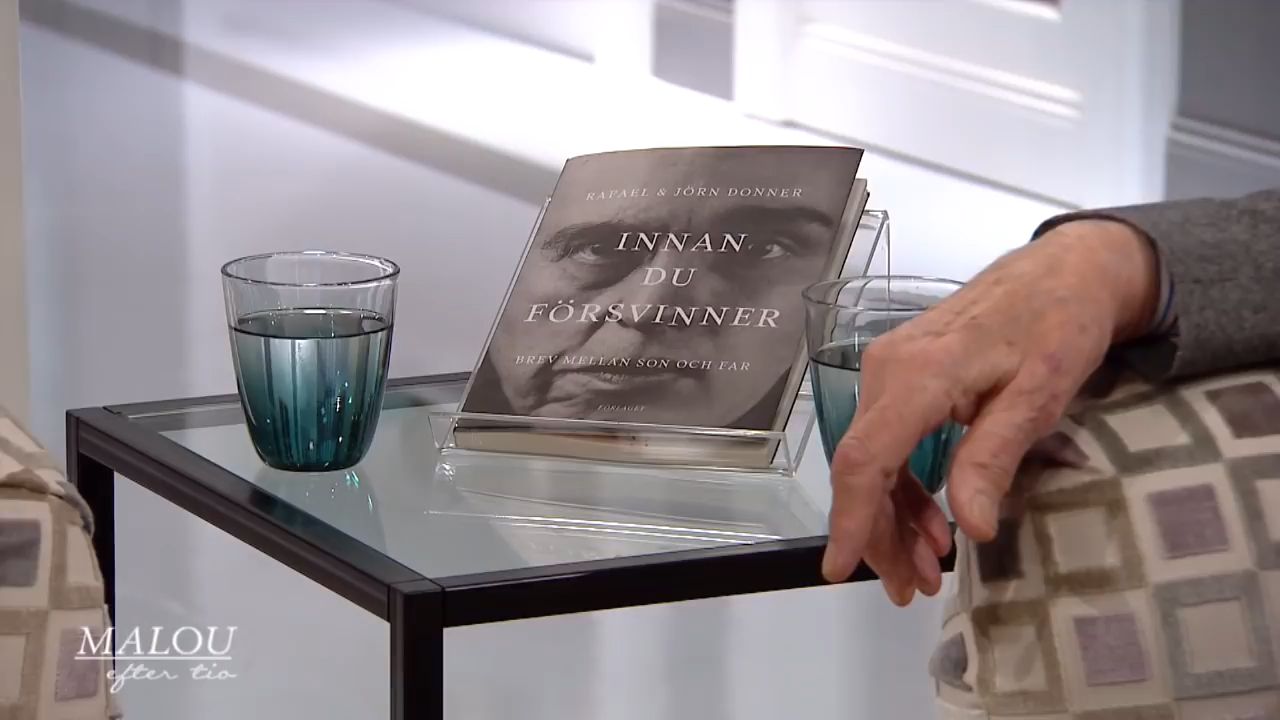 RAFAEL & JÖRN DONNER
INNAN
DU
FÖRSVINNER
BREV MELLAN SON OCH FAR
FÖRLAGET
MALOU
efter tio